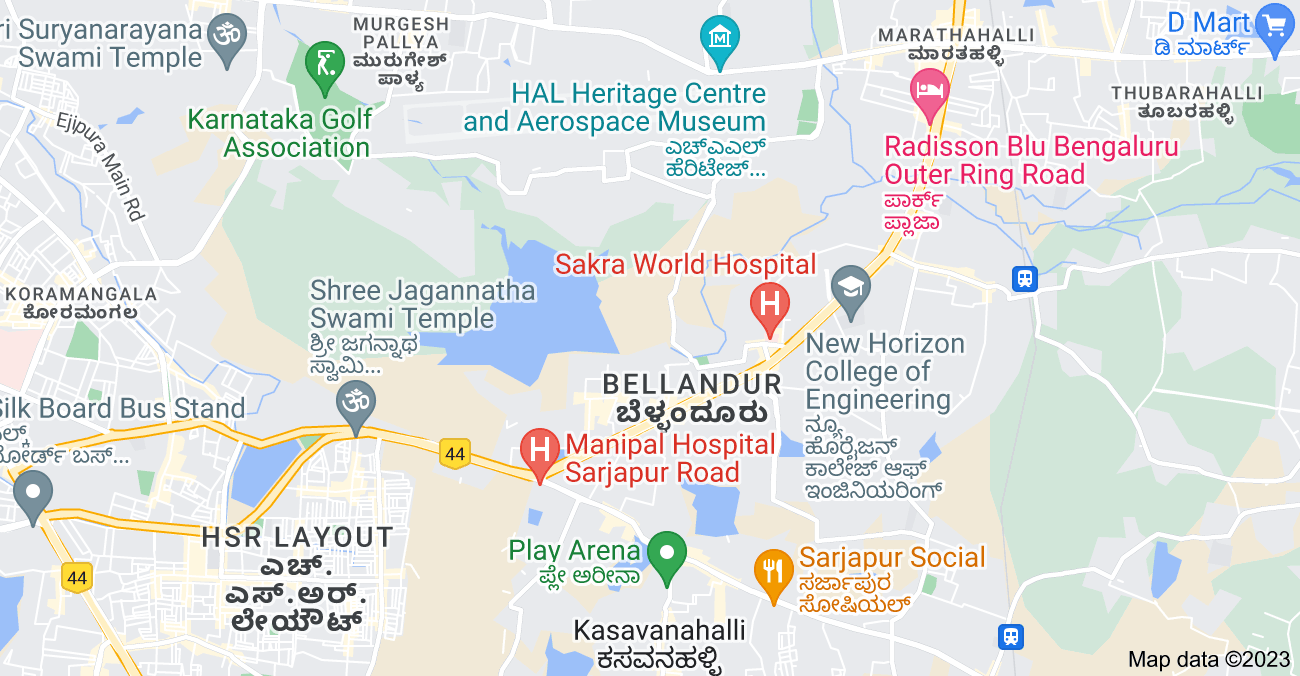 ri Suryanarayana
Swami Temple
MURGESH
PALLYA
ಮುರುಗೇಶ್
ಪಾಳ್ಯ
Karnataka Golf
Association
Ejipura Main Rd
HAL Heritage Centre
and Aerospace Museum
ಎಚ್‌ಎಎಲ್
ಹೆರಿಟೇಜ್...
MARATHAHALLI
ಮಾರತಹಳ್ಳಿ
D Mart
ಡಿ ಮಾರ್ಟ್
THUBARAHALLI
ತೂಬರಹಳ್ಳಿ
Radisson Blu Bengaluru
Outer Ring Road
ಪಾರ್ಕ್
ಪ್ಲಾಜಾ
KORAMANGALA
ಕೋರಮಂಗಲ
Shree Jagannatha
Swami Temple
ಶ್ರೀ ಜಗನ್ನಾಥ
ಸ್ವಾಮಿ...
Sakra World Hospital
New Horizon
College of
Engineering
ನ್ಯೂ
ಹೊರೈಜನ್
ಕಾಲೇಜ್ ಆಫ್
ಇಂಜಿನಿಯರಿಂಗ್
BELLANDUR
ಬೆಳ್ಳಂದೂರು
Silk Board Bus Stand
ಬೋರ್ಡ್ ಬಸ್...
44
Manipal Hospital
Sarjapur Road
HSR LAYOUT
ಎಚ್.
ಎಸ್.ಆರ್.
ಲೇಯೌಟ್
44
Play Arena
ಪ್ಲೇ ಅರೀನಾ
Sarjapur Social
ಸರ್ಜಾಪುರ
ಸೋಷಿಯಲ್
Kasavanahalli
ಕಸವನಹಳ್ಳಿ
Map data ©2023